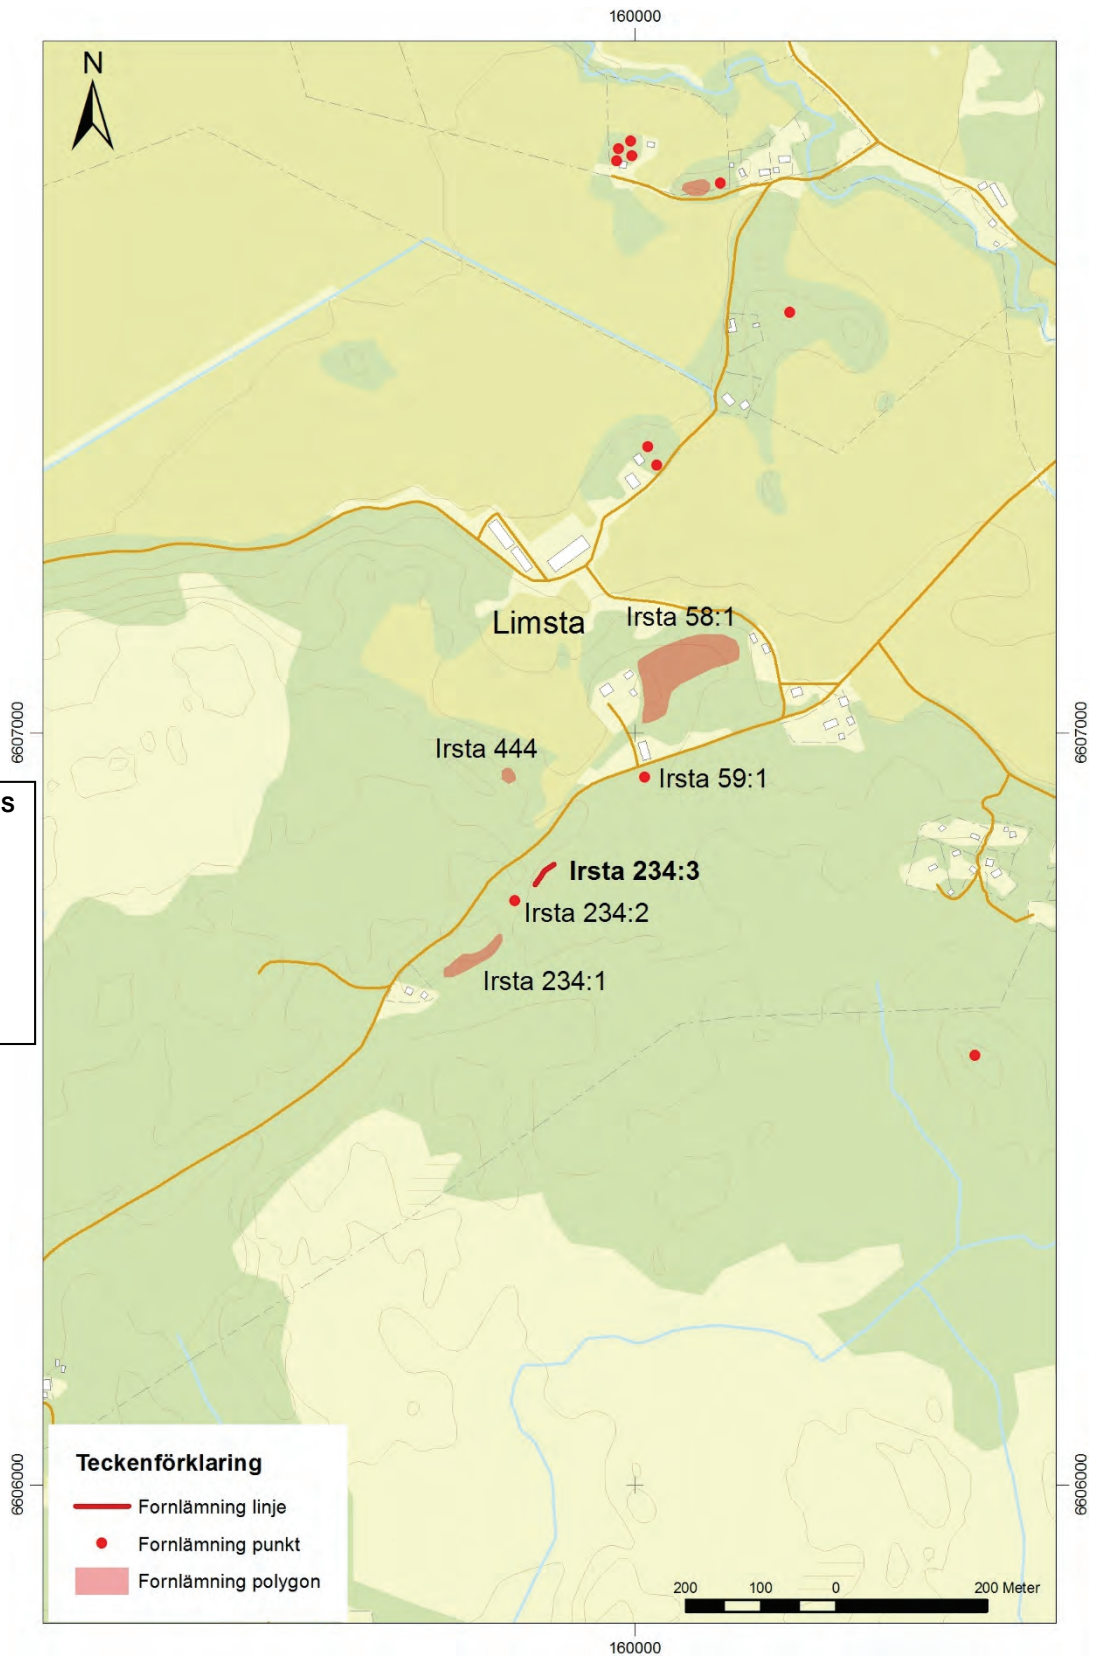 160000
N
Limsta
Irsta 58:1
6607000
6607000
Irsta 444
Irsta 59:1
S
Irsta 234:3
Irsta 234:2
Irsta 234:1
Teckenförklaring
Fornlämning linje
Fornlämning punkt
Fornlämning polygon
6606000
6606000
200 100 0 200 Meter
160000